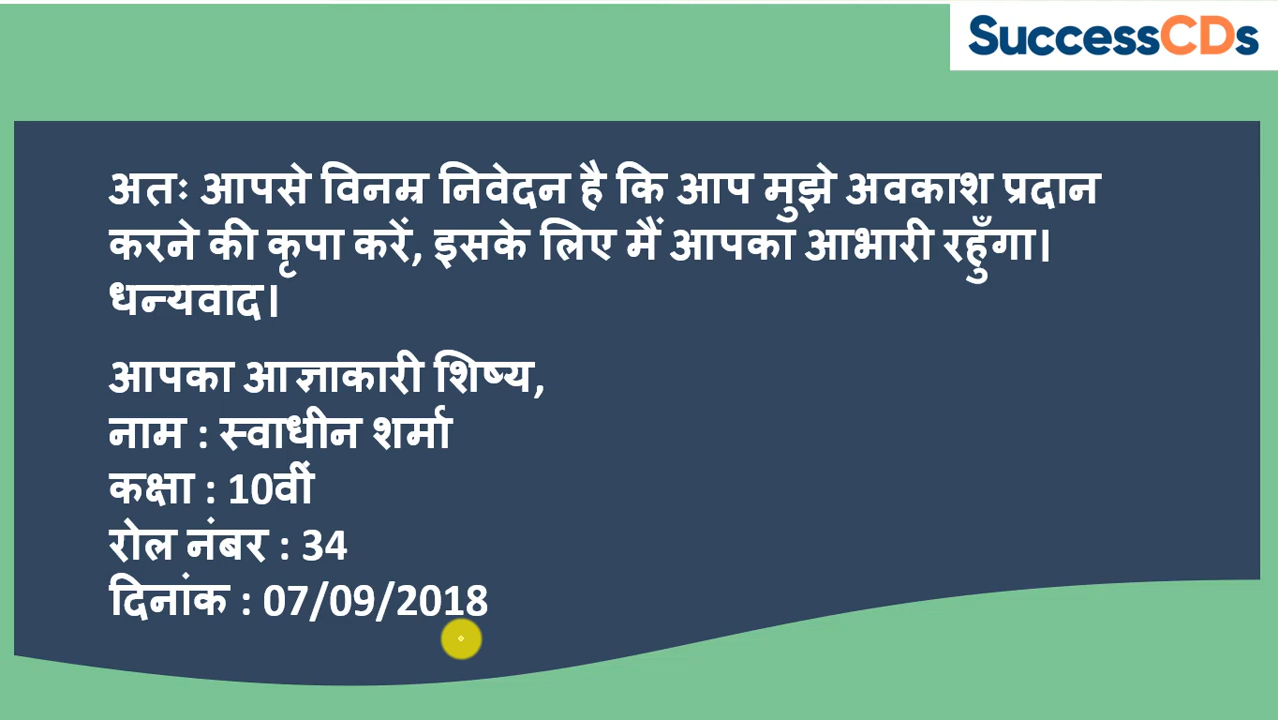 SuccessCDs
अतः आपसे विनम्र निवेदन है कि आप मुझे अवकाश प्रदान
करने की कृपा करें, इसके लिए मैं आपका आभारी रहूँगा।
धन्यवाद।
आपका आज्ञाकारी शिष्य,
नाम : स्वाधीन शर्मा
कक्षा : 10वीं
रोल नंबर : 34
दिनांक : 07/09/2018